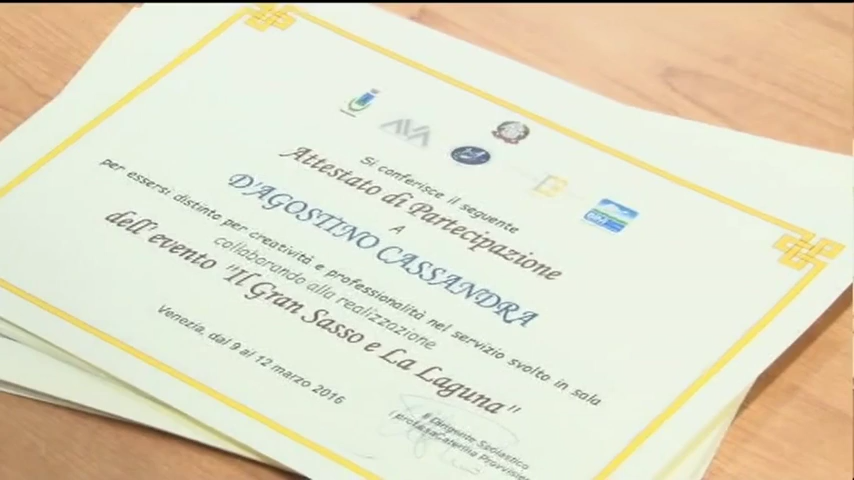 Si conferisce il seguente
Attestato di Partecipazione
A
D'AGOSTINO CASSANDRA
per essersi distinto per creatività e professionalità nel servizio svolto in sala
collaborando alla realizzazione
dell'evento "Il Gran Sasso e La Laguna"
Venezia, dal 9 al 12 marzo 2016
Il Dirigente Scolastico